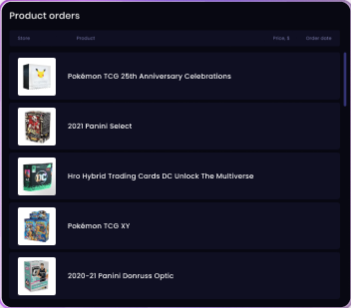 Product orders
Store Product Price, $ Order date
Pokémon TCG 25th Anniversary Celebrations
2021 Panini Select
Hro Hybrid Trading Cards DC Unlock The Multiverse
Pokémon TCG XY
2020-21 Panini Donruss Optic